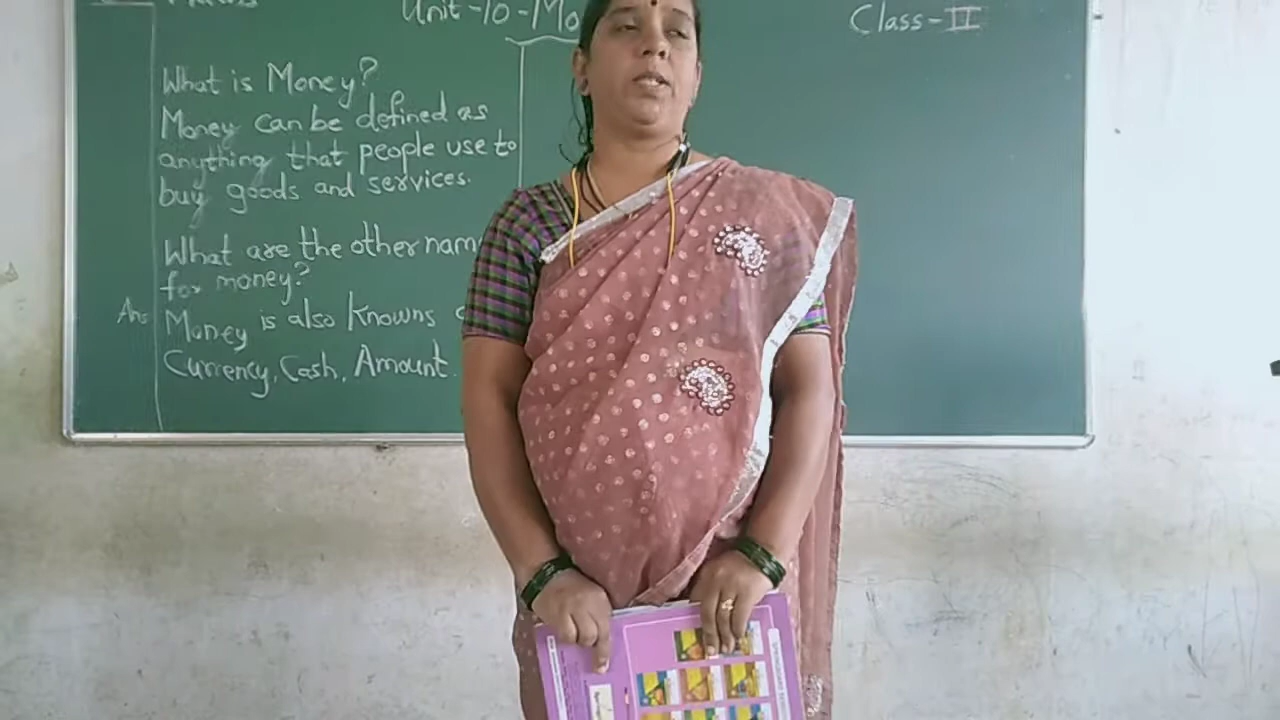 Maths
Unit-10-Mo
Class-II
What is Money?
Money can be defined as
anything that people use to
buy goods and services.
What are the other nam
for money?
Ans Money is also knowns
Currency, Cash, Amount.